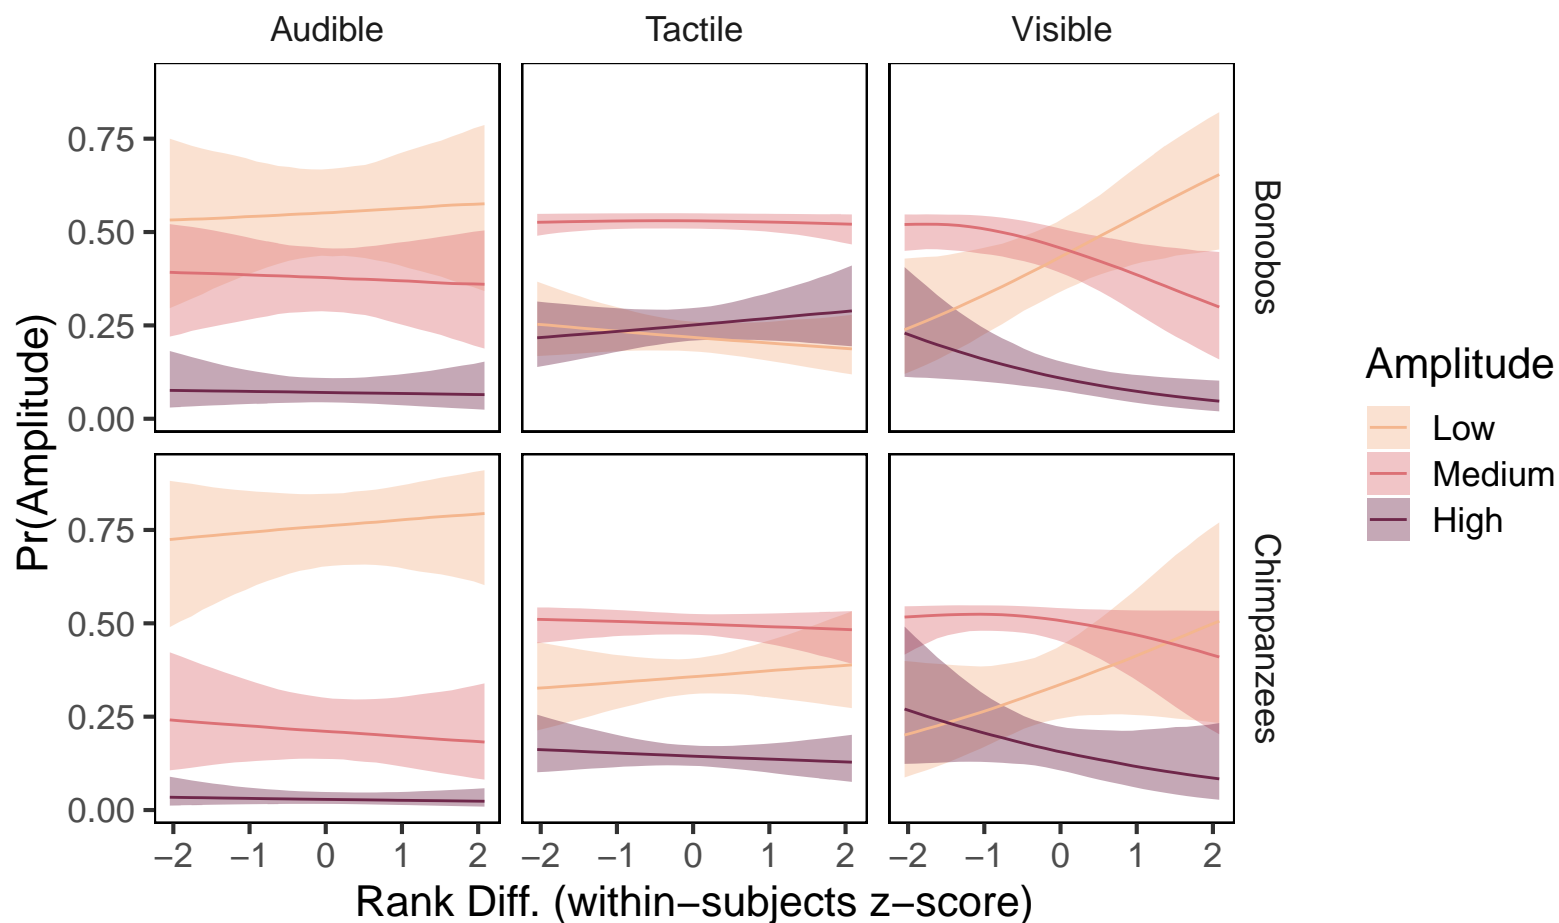 Audible Tactile Visible
0.75
0.50
0.25
0.00
Bonobos
0.75
0.50
0.25
0.00
Chimpanzees
−2 −1 0 1 2 −2 −1 0 1 2 −2 −1 0 1 2
Rank Diff. (within−subjects z−score)
Pr(Amplitude)
Amplitude
Low
Medium
High